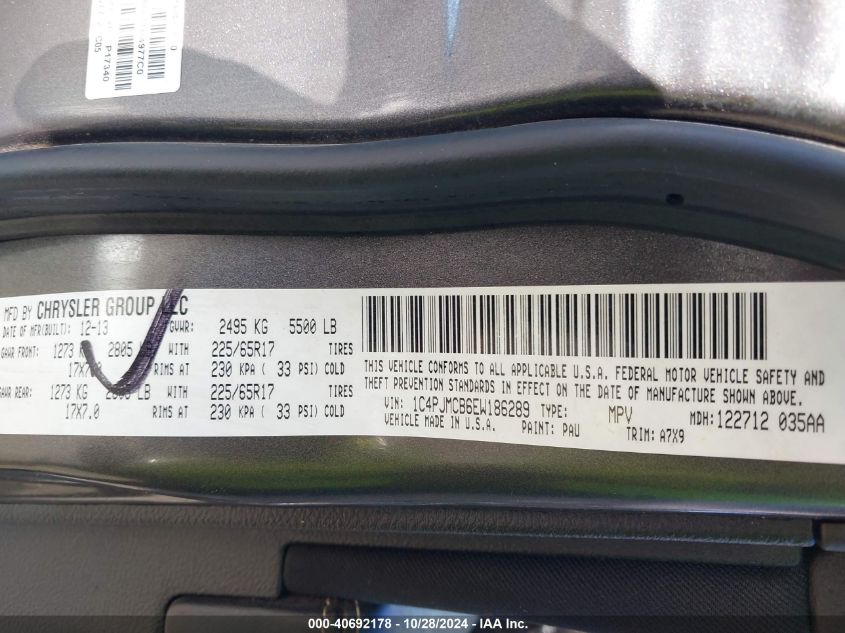 0
4977C0
P17340
C05
MFD BY CHRYSLER GROUP LLC
DATE OF MFR(BUILT): 12-13 GVWR: 2495 KG 5500 LB
GAWR FRONT: 1273 KG 2805 LB WITH 225/65R17 TIRES
17X7.0 RIMS AT 230 KPA ( 33 PSI) COLD
GAWR REAR: 1273 KG LB WITH 225/65R17 TIRES
17X7.0 RIMS AT 230 KPA ( 33 PSI) COLD
THIS VEHICLE CONFORMS TO ALL APPLICABLE U.S.A. FEDERAL MOTOR VEHICLE SAFETY AND
THEFT PREVENTION STANDARDS IN EFFECT ON THE DATE OF MANUFACTURE SHOWN ABOVE.
VIN: 1C4PJMCB6EW186289 TYPE: MPV MDH: 122712 035AA
VEHICLE MADE IN U.S.A. PAINT: PAU TRIM: A7X9
000-40692178 - 10/28/2024 - IAA Inc.